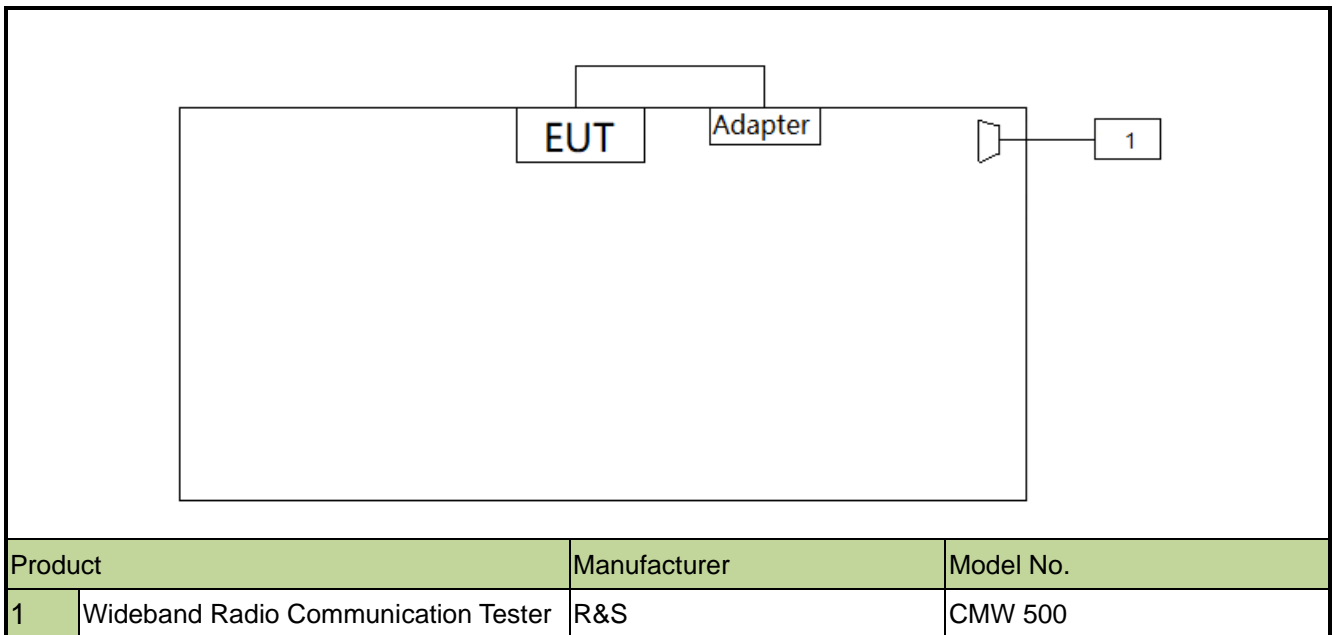 EUT
Adapter
1
Product Manufacturer Model No.
1 Wideband Radio Communication Tester R&S CMW 500